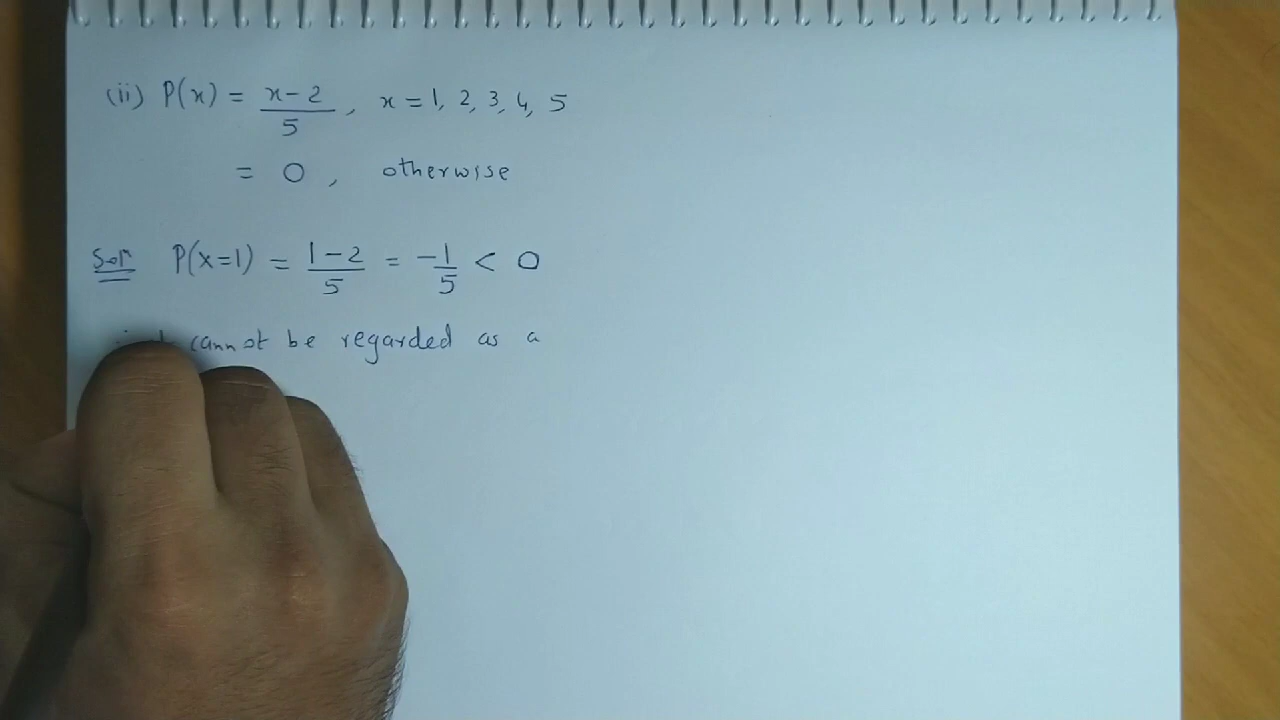 (ii) P(x) = x-2/5, x = 1, 2, 3, 4, 5
= 0, otherwise
Soln P(x=1) = 1-2/5 = -1/5 < 0
cannot be regarded as a